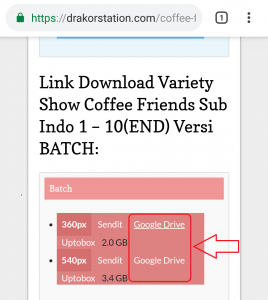 https://drakorstation.com/coffee-f
1
Link Download Variety
Show Coffee Friends Sub
Indo 1 – 10(END) Versi
BATCH:
Batch
360px Sendit Google Drive
Uptobox 2.0 GB
540px Sendit Google Drive
Uptobox 3.4 GB